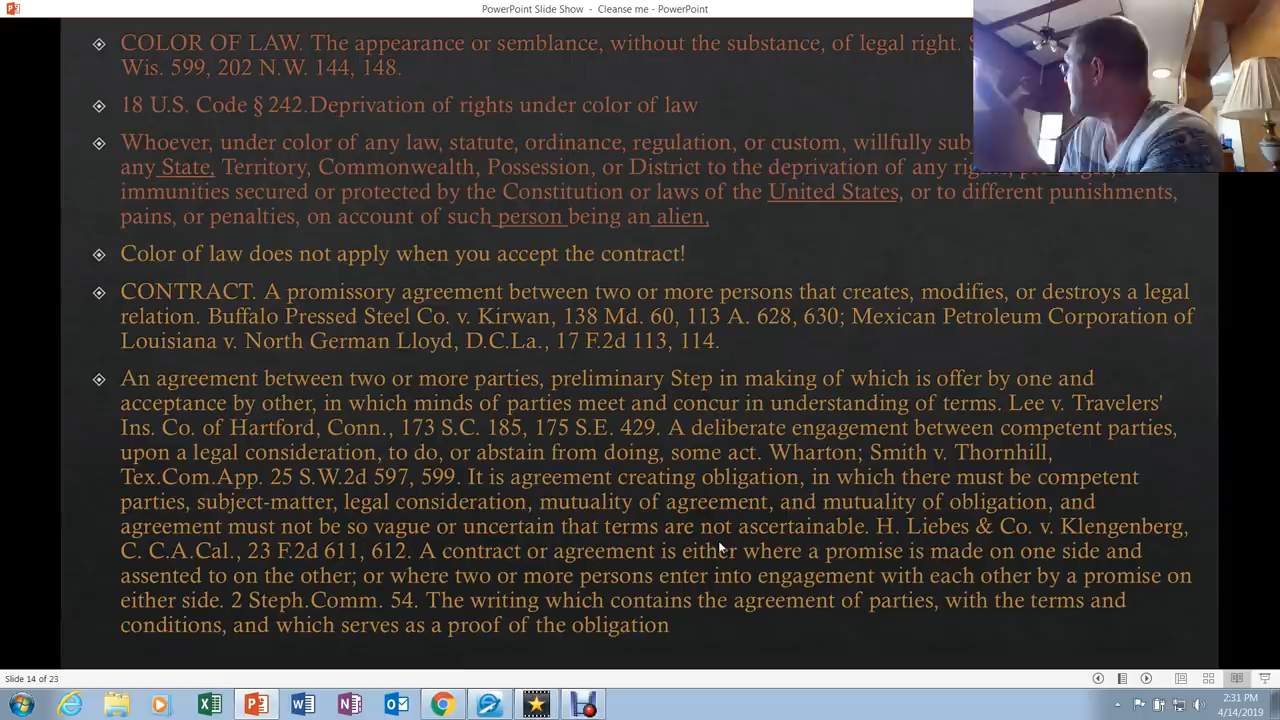 PowerPoint Slide Show - Cleanse me - PowerPoint
COLOR OF LAW. The appearance or semblance, without the substance, of legal right.
Wis. 599, 202 N.W. 144, 148.
18 U.S. Code § 242.Deprivation of rights under color of law
Whoever, under color of any law, statute, ordinance, regulation, or custom, willfully
any State, Territory, Commonwealth, Possession, or District to the deprivation of any
immunities secured or protected by the Constitution or laws of the United States, or to different punishments,
pains, or penalties, on account of such person being an alien,
Color of law does not apply when you accept the contract!
CONTRACT. A promissory agreement between two or more persons that creates, modifies, or destroys a legal
relation. Buffalo Pressed Steel Co. v. Kirwan, 138 Md. 60, 113 A. 628, 630; Mexican Petroleum Corporation of
Louisiana v. North German Lloyd, D.C.La., 17 F.2d 113, 114.
An agreement between two or more parties, preliminary Step in making of which is offer by one and
acceptance by other, in which minds of parties meet and concur in understanding of terms. Lee v. Travelers'
Ins. Co. of Hartford, Conn., 173 S.C. 185, 175 S.E. 429. A deliberate engagement between competent parties,
upon a legal consideration, to do, or abstain from doing, some act. Wharton; Smith v. Thornhill,
Tex.Com.App. 25 S.W.2d 597, 599. It is agreement creating obligation, in which there must be competent
parties, subject-matter, legal consideration, mutuality of agreement, and mutuality of obligation, and
agreement must not be so vague or uncertain that terms are not ascertainable. H. Liebes & Co. v. Klengenberg,
C. C.A.Cal., 23 F.2d 611, 612. A contract or agreement is either where a promise is made on one side and
assented to on the other; or where two or more persons enter into engagement with each other by a promise on
either side. 2 Steph.Comm. 54. The writing which contains the agreement of parties, with the terms and
conditions, and which serves as a proof of the obligation
Slide 14 of 23
2:31 PM
4/14/2019